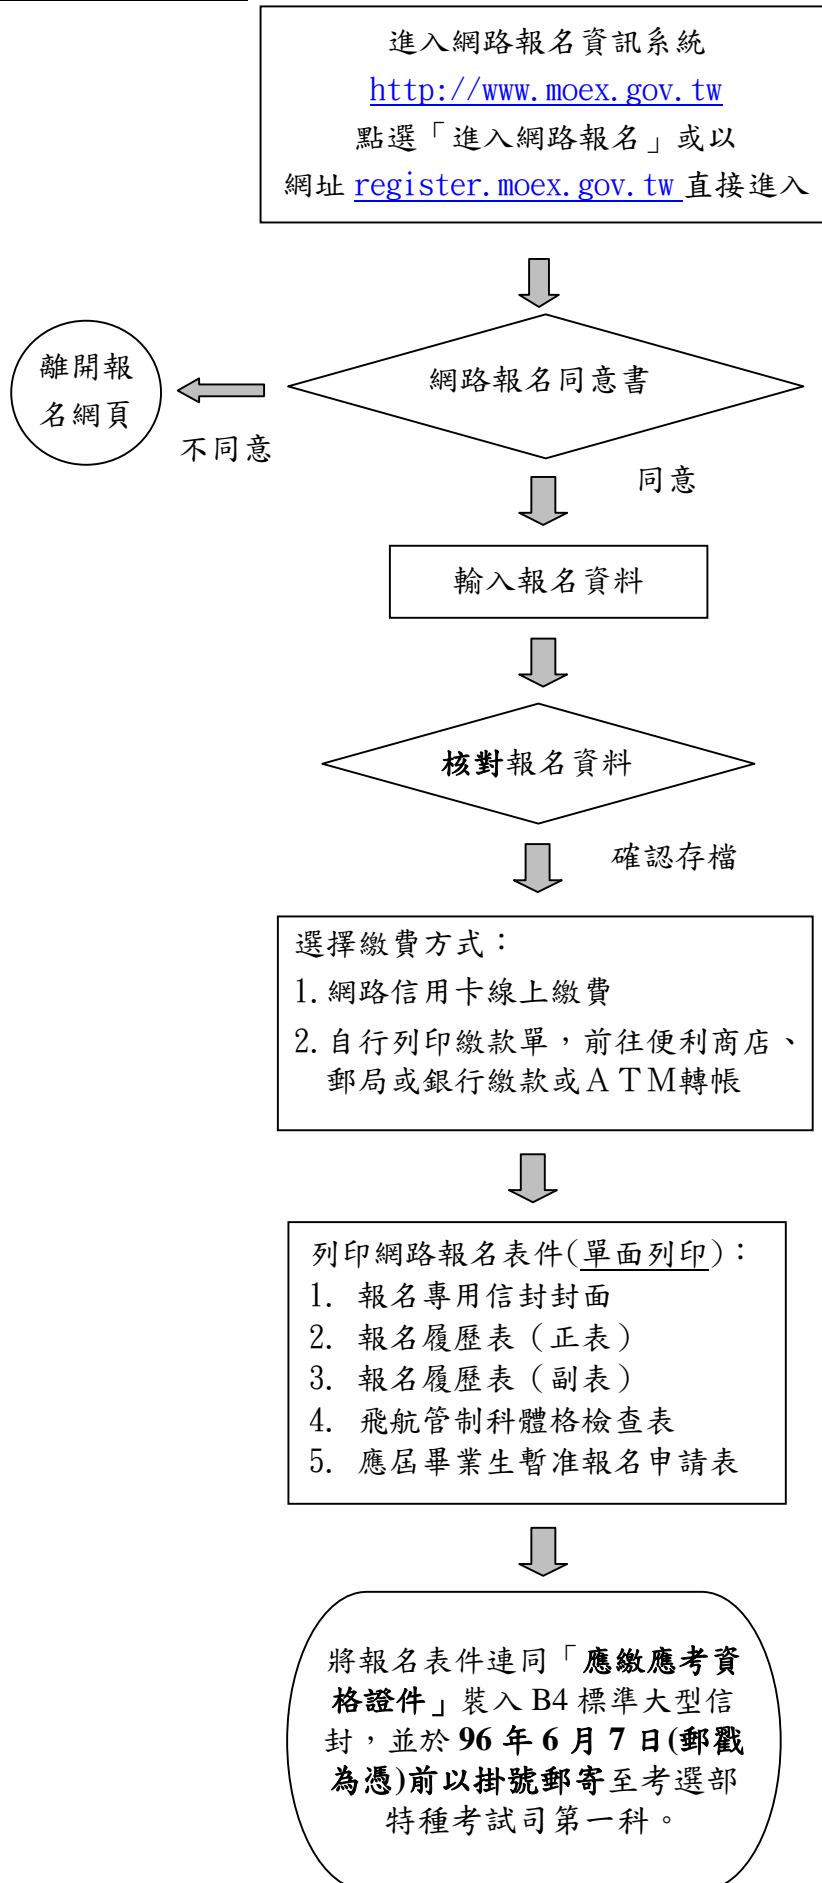 進入網路報名資訊系統
http://www.moex.gov.tw
點選「進入網路報名」或以
網址 register.moex.gov.tw 直接進入
網路報名同意書
離開報
名網頁
不同意
同意
輸入報名資料
核對報名資料
確認存檔
選擇繳費方式：
1.網路信用卡線上繳費
2.自行列印繳款單，前往便利商店、
郵局或銀行繳款或ＡＴＭ轉帳
列印網路報名表件(單面列印)：
1. 報名專用信封封面
2. 報名履歷表（正表）
3. 報名履歷表（副表）
4. 飛航管制科體格檢查表
5. 應屆畢業生暫准報名申請表
將報名表件連同「應繳應考資
格證件」裝入 B4 標準大型信
封，並於 96 年 6 月 7 日(郵戳
為憑)前以掛號郵寄至考選部
特種考試司第一科。